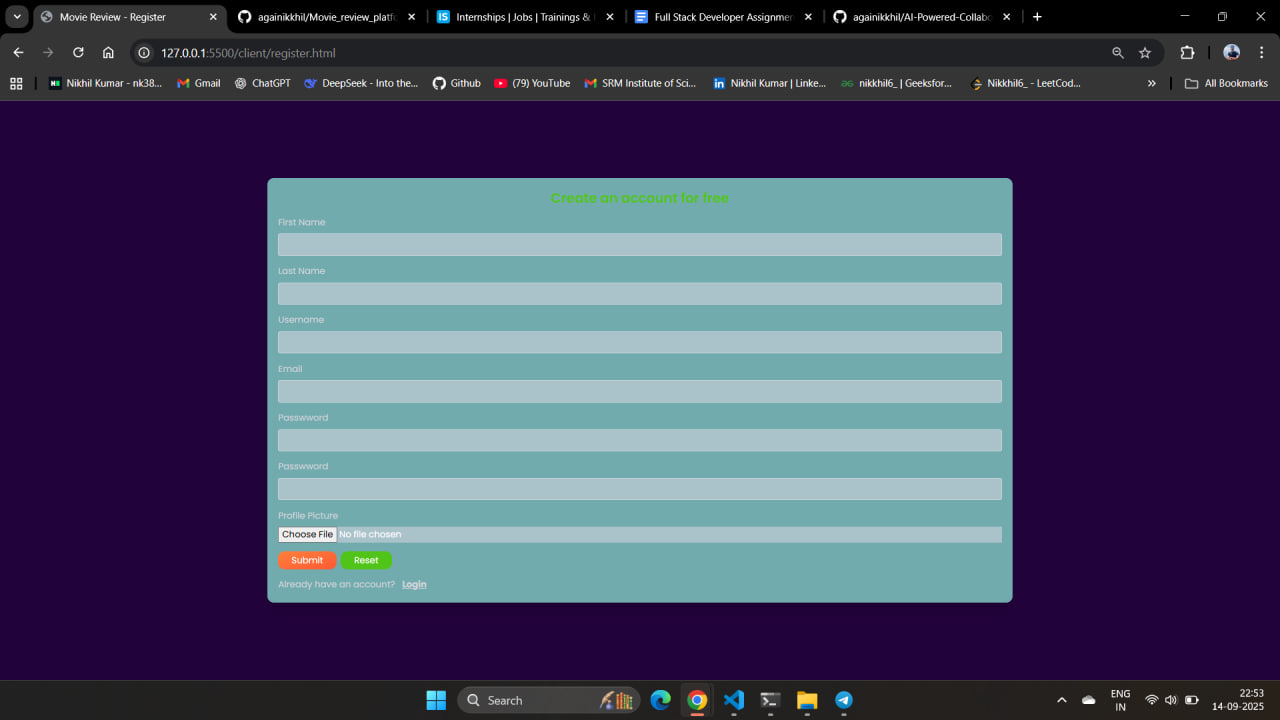 Movie Review - Register
againikkhil/Movie_review_platfo
Internships | Jobs | Trainings &
Full Stack Developer Assignmen
againikkhil/AI-Powered-Collabo
127.0.0.1:5500/client/register.html
Nikhil Kumar - nk38...
Gmail
ChatGPT
DeepSeek - Into the...
Github
(79) YouTube
SRM Institute of Sci...
Nikhil Kumar | Linke...
nikkhil6_ | Geeksfor...
Nikkhil6_ - LeetCod...
All Bookmarks
Create an account for free
First Name
Last Name
Username
Email
Passwword
Passwword
Profile Picture
Choose File No file chosen
Submit Reset
Already have an account? Login
Search
ENG
IN
22:53
14-09-2025